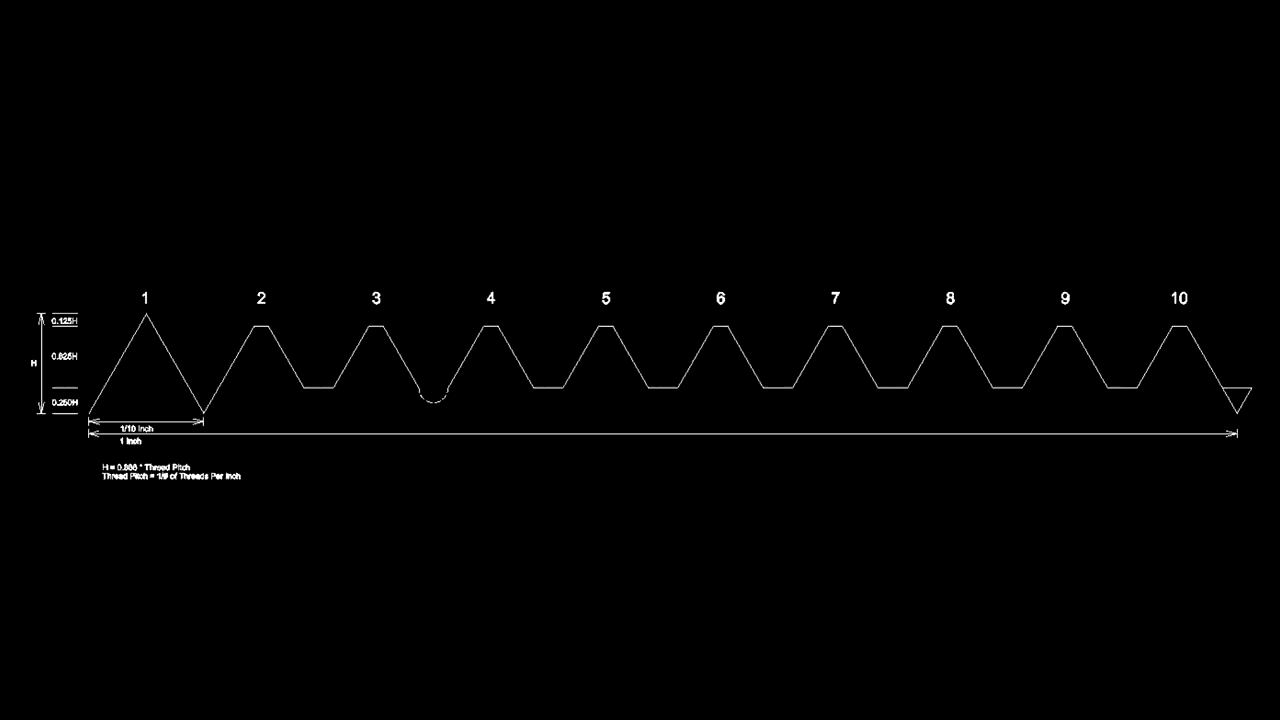 1 2 3 4 5 6 7 8 9 10
0.125H
0.625H
H
0.250H
1/10 Inch
1 Inch
H = 0.866 * Thread Pitch
Thread Pitch = 1/# of Threads Per Inch